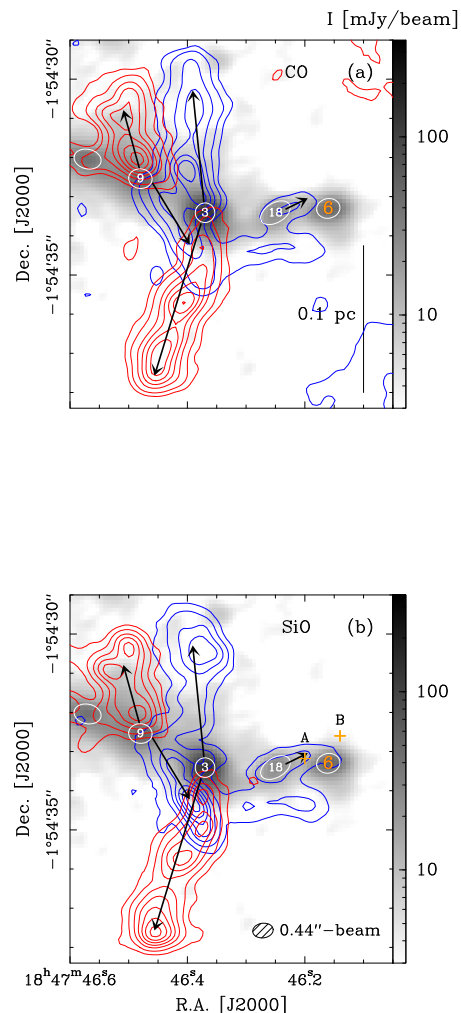 I [mJy/beam]
CO (a)
−1°54′30″
100
9
3
18
6
Dec. [J2000]
−1°54′35″
0.1 pc
10
SiO (b)
−1°54′30″
100
B
A
9
3
18
6
Dec. [J2000]
−1°54′35″
10
0.44″−beam
18ʰ47ᵐ46ˢ.6 46ˢ.4 46ˢ.2
R.A. [J2000]